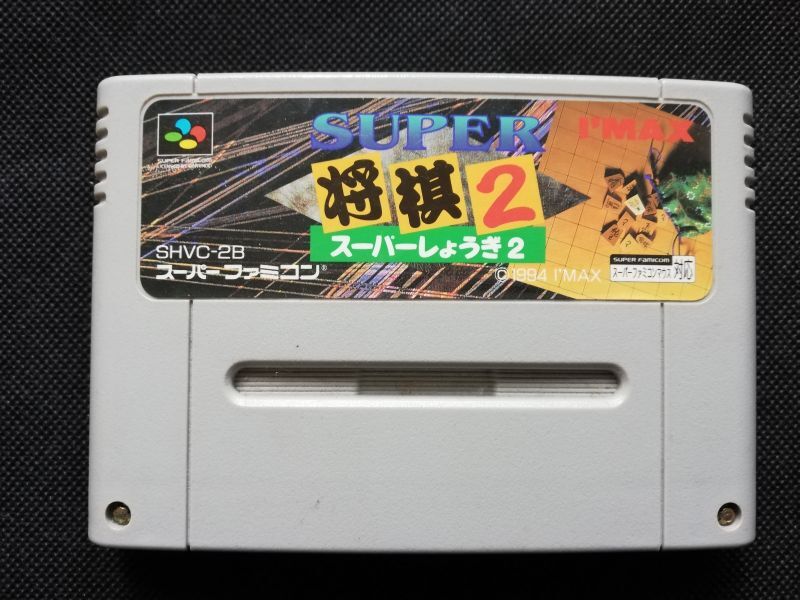 SUPER FAMICOM
SUPER
I'MAX
将棋2
スーパーしょうぎ2
SHVC-2B
スーパーファミコン®
©1994 I'MAX
SUPER FAMICOM
スーパーファミコンマウス対応